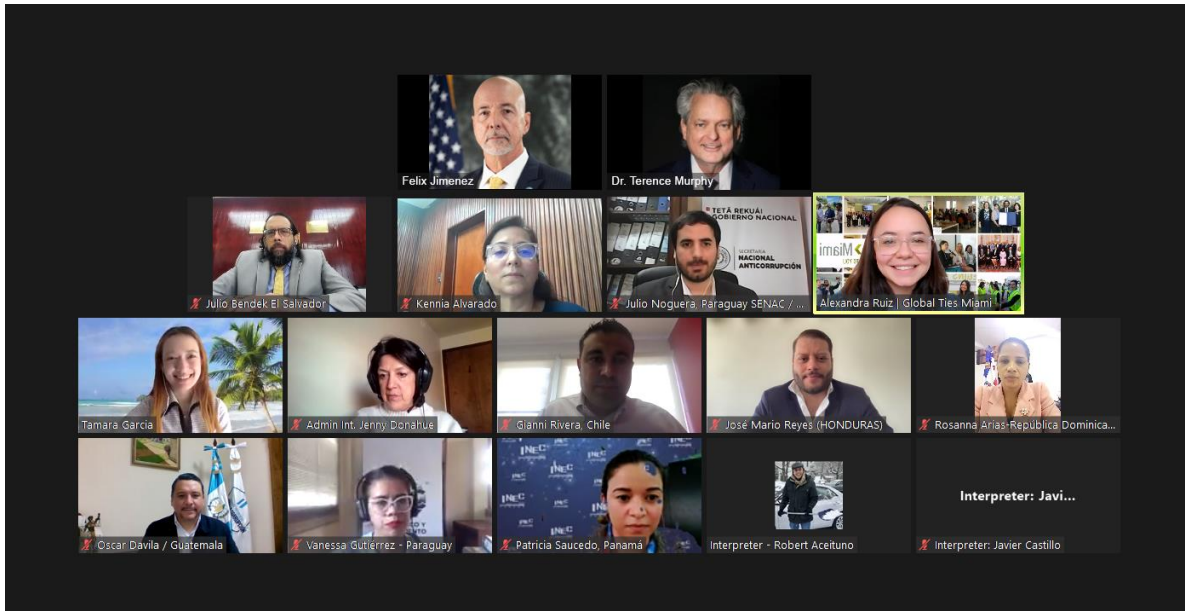 Felix Jimenez
Dr. Terence Murphy
Julio Bendek El Salvador
Kennia Alvarado
TETÃ REKUÁI
GOBIERNO NACIONAL
SECRETARÍA
NACIONAL
ANTICORRUPCIÓN
Julio Noguera, Paraguay SENAC / ...
Miami
Alexandra Ruiz | Global Ties Miami
Tamara Garcia
Admin Int. Jenny Donahue
Gianni Rivera, Chile
José Mario Reyes (HONDURAS)
Rosanna Arias-República Dominica...
Oscar Dávila / Guatemala
Vanessa Gutiérrez - Paraguay
INEC
INEC
INEC
Patricia Saucedo, Panamá
Interpreter - Robert Aceituno
Interpreter: Javi...
Interpreter: Javier Castillo